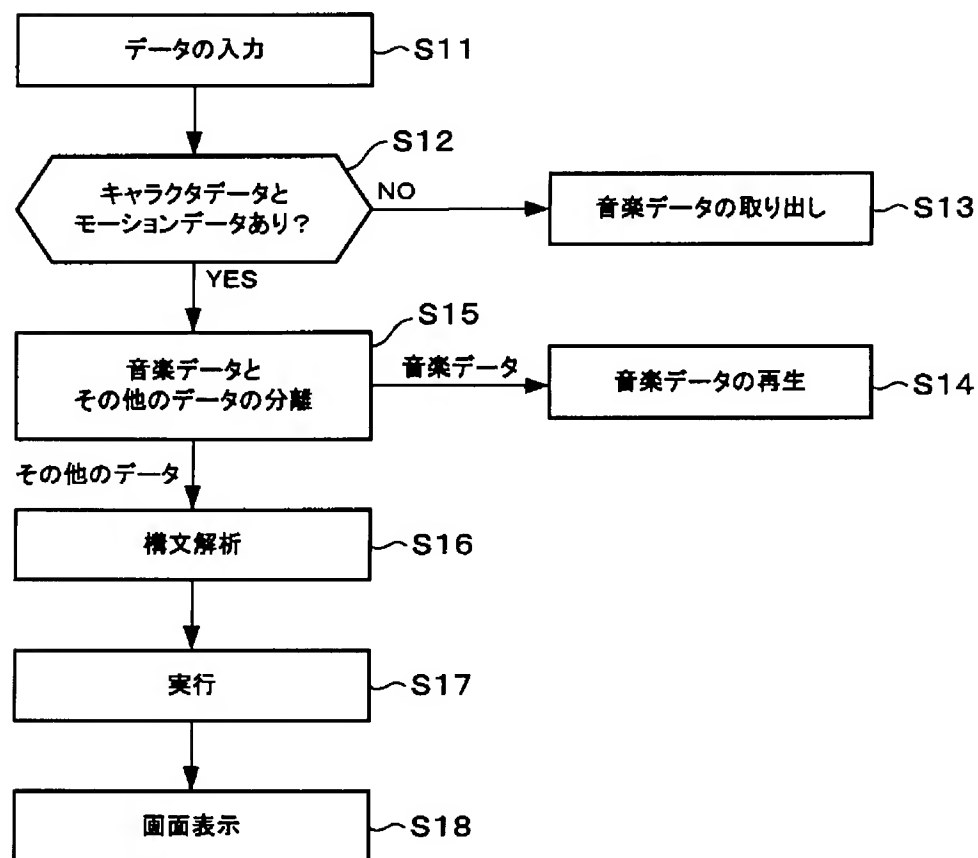 データの入力
S11
S12
キャラクタデータと
モーションデータあり?
NO
音楽データの取り出し
S13
YES
S15
音楽データと
その他のデータの分離
音楽データ
音楽データの再生
S14
その他のデータ
構文解析
S16
実行
S17
画面表示
S18